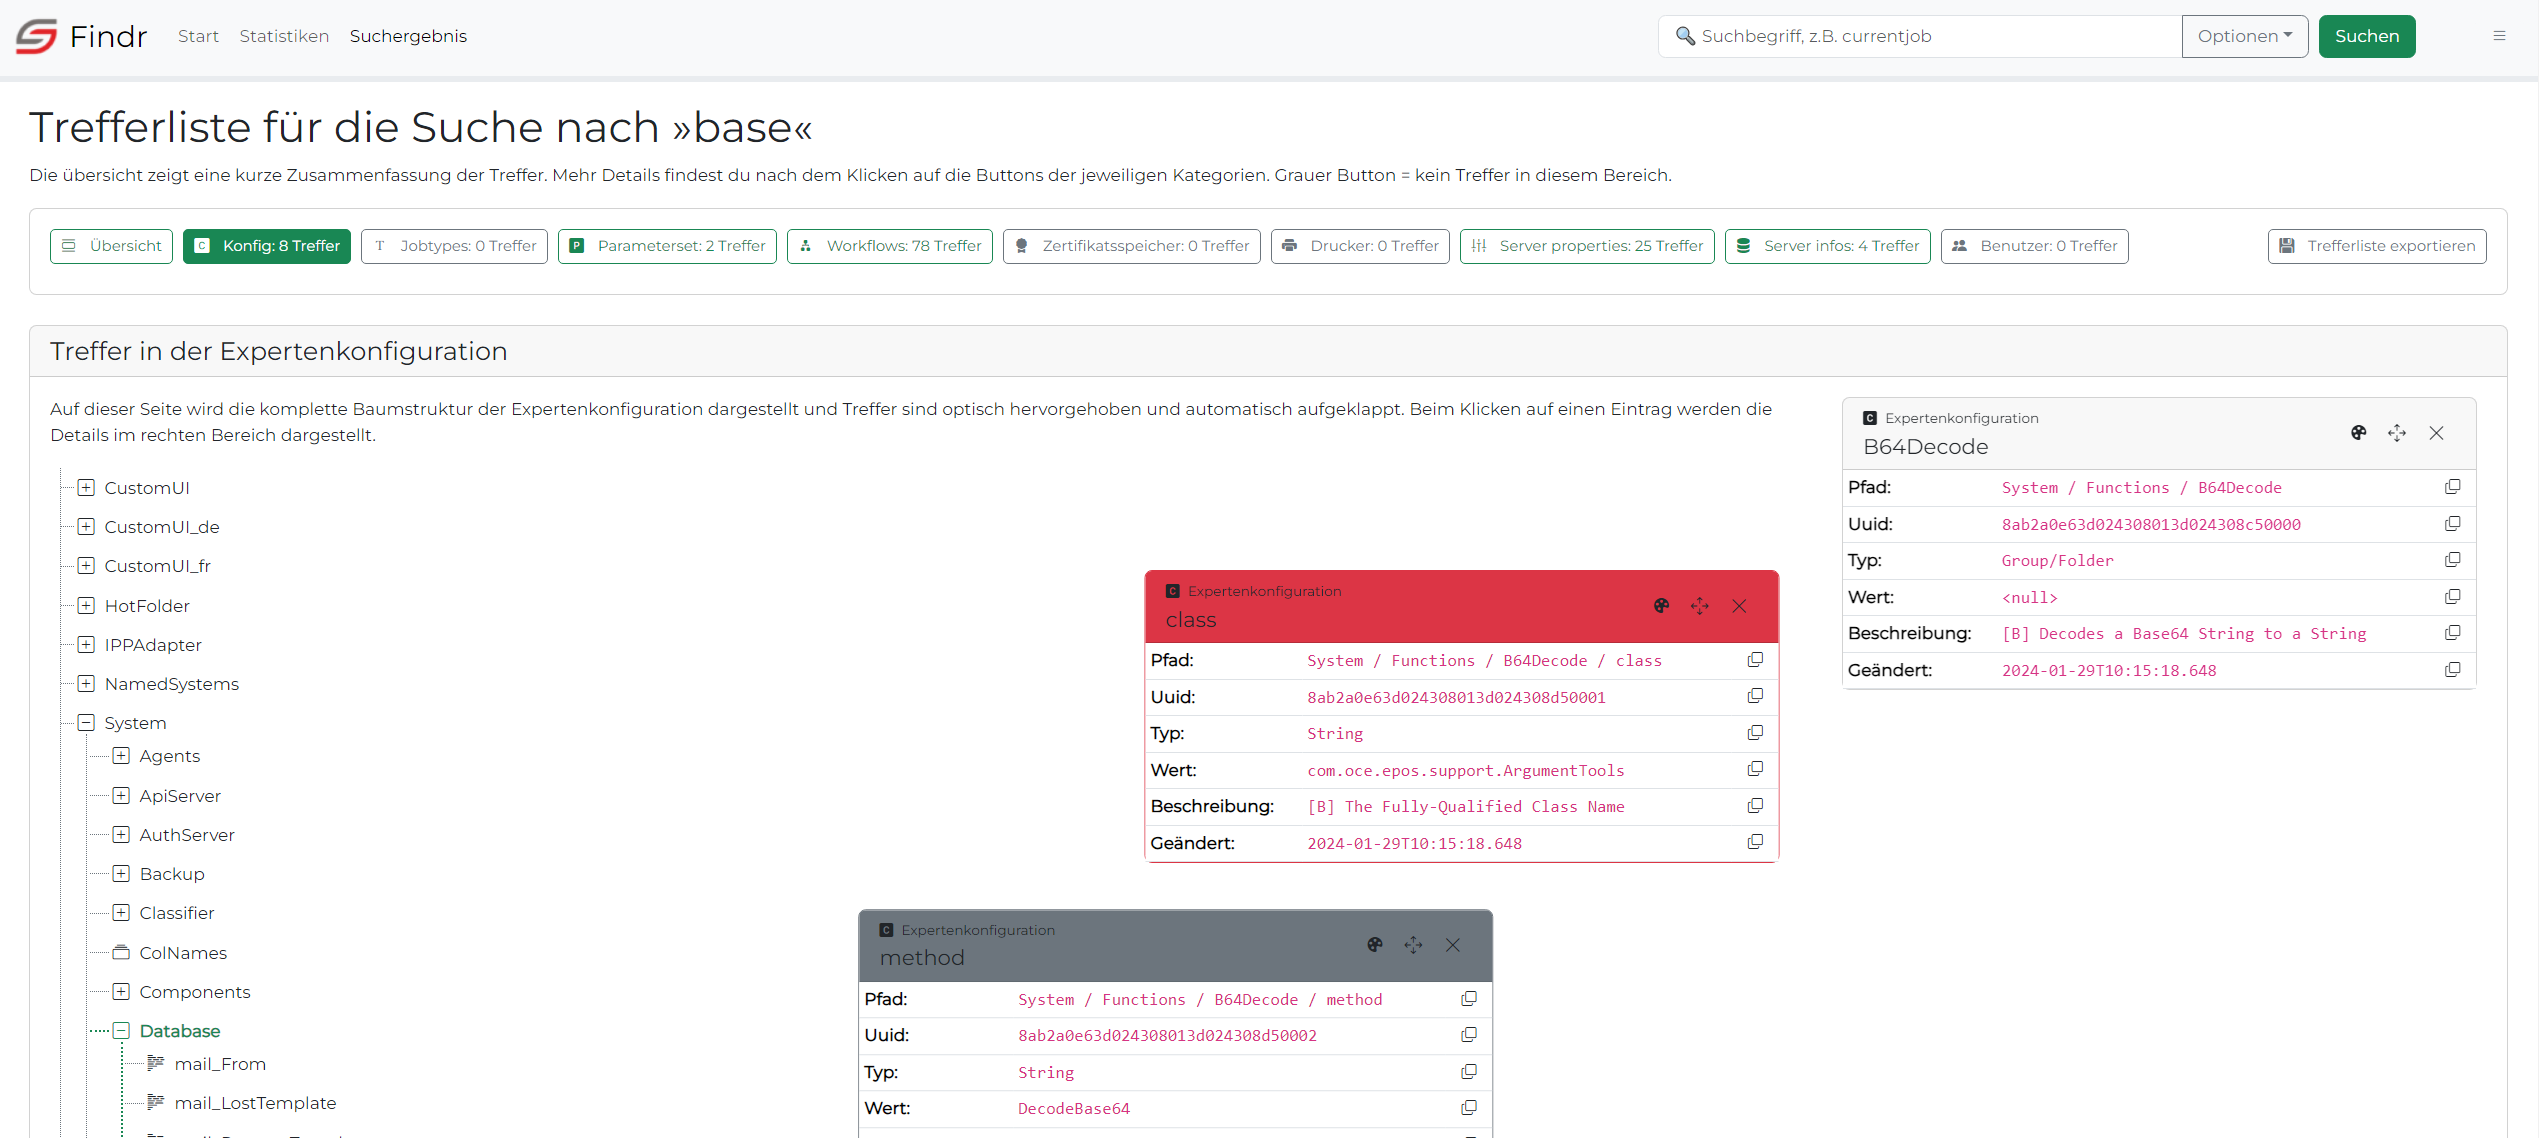 Findr
Start
Statistiken
Suchergebnis
Suchbegriff, z.B. currentjob
Optionen
Suchen
Trefferliste für die Suche nach »base«
Die übersicht zeigt eine kurze Zusammenfassung der Treffer. Mehr Details findest du nach dem Klicken auf die Buttons der jeweiligen Kategorien. Grauer Button = kein Treffer in diesem Bereich.
Übersicht
C Konfig: 8 Treffer
T Jobtypes: 0 Treffer
P Parameterset: 2 Treffer
Workflows: 78 Treffer
Zertifikatsspeicher: 0 Treffer
Drucker: 0 Treffer
Server properties: 25 Treffer
Server infos: 4 Treffer
Benutzer: 0 Treffer
Trefferliste exportieren
Treffer in der Expertenkonfiguration
Auf dieser Seite wird die komplette Baumstruktur der Expertenkonfiguration dargestellt und Treffer sind optisch hervorgehoben und automatisch aufgeklappt. Beim Klicken auf einen Eintrag werden die
Details im rechten Bereich dargestellt.
CustomUI
CustomUI_de
CustomUI_fr
HotFolder
IPPAdapter
NamedSystems
System
Agents
ApiServer
AuthServer
Backup
Classifier
ColNames
Components
Database
mail_From
mail_LostTemplate
C Expertenkonfiguration
B64Decode
Pfad: System / Functions / B64Decode
Uuid: 8ab2a0e63d024308013d024308c50000
Typ: Group/Folder
Wert: <null>
Beschreibung: [B] Decodes a Base64 String to a String
Geändert: 2024-01-29T10:15:18.648
C Expertenkonfiguration
class
Pfad: System / Functions / B64Decode / class
Uuid: 8ab2a0e63d024308013d024308d50001
Typ: String
Wert: com.oce.epos.support.ArgumentTools
Beschreibung: [B] The Fully-Qualified Class Name
Geändert: 2024-01-29T10:15:18.648
C Expertenkonfiguration
method
Pfad: System / Functions / B64Decode / method
Uuid: 8ab2a0e63d024308013d024308d50002
Typ: String
Wert: DecodeBase64